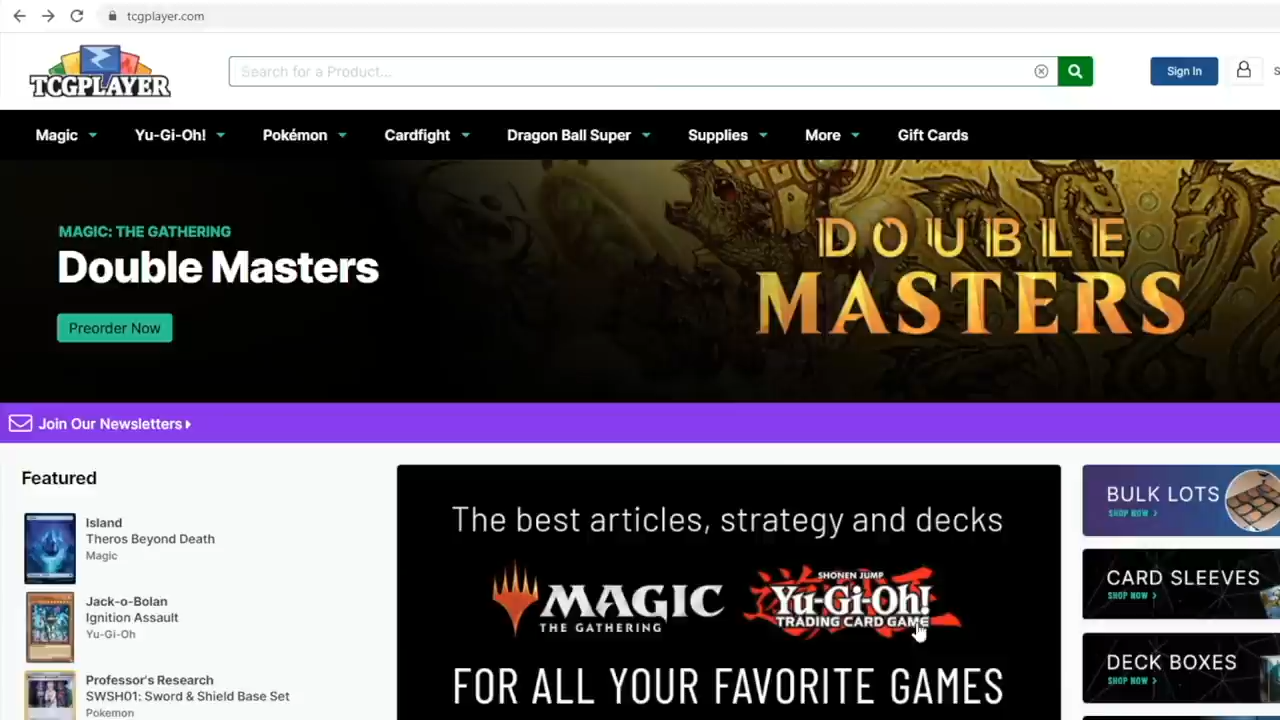 tcgplayer.com
TCGPLAYER
Search for a Product...
Sign In
Magic
Yu-Gi-Oh!
Pokémon
Cardfight
Dragon Ball Super
Supplies
More
Gift Cards
MAGIC: THE GATHERING
Double Masters
Preorder Now
DOUBLE
MASTERS
Join Our Newsletters
Featured
Island
Theros Beyond Death
Magic
Jack-o-Bolan
Ignition Assault
Yu-Gi-Oh
Professor's Research
SWSH01: Sword & Shield Base Set
Pokemon
The best articles, strategy and decks
MAGIC
THE GATHERING
SHONEN JUMP
Yu-Gi-Oh!
TRADING CARD GAME
FOR ALL YOUR FAVORITE GAMES
BULK LOTS
SHOP NOW >
CARD SLEEVES
SHOP NOW >
DECK BOXES
SHOP NOW >